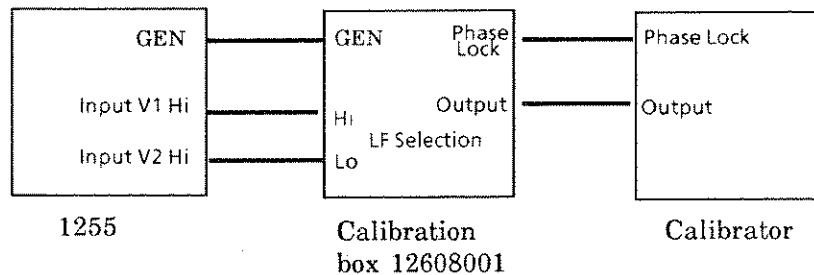 GEN
Input V1 Hi
Input V2 Hi
1255
GEN
Phase
Lock
Hi
Output
LF Selection
Lo
Calibration
box 12608001
Phase Lock
Output
Calibrator